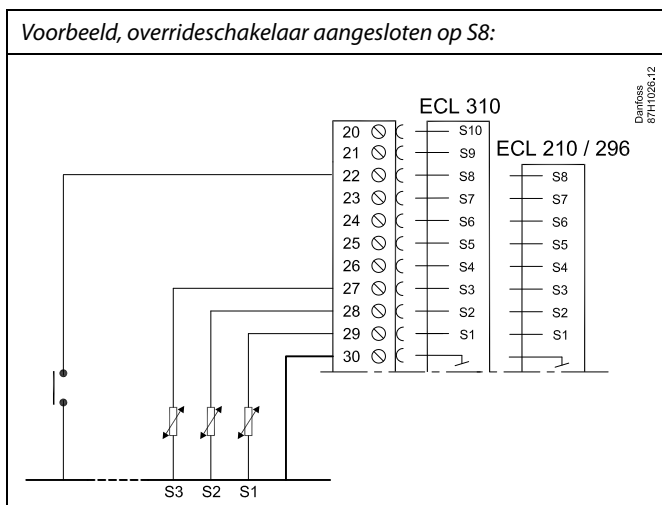 Voorbeeld, overrideschakelaar aangesloten op S8:
Danfoss
87H1026.12
ECL 310
ECL 210 / 296
20 S10
21 S9
22 S8 S8
23 S7 S7
24 S6 S6
25 S5 S5
26 S4 S4
27 S3 S3
28 S2 S2
29 S1 S1
30
S3 S2 S1